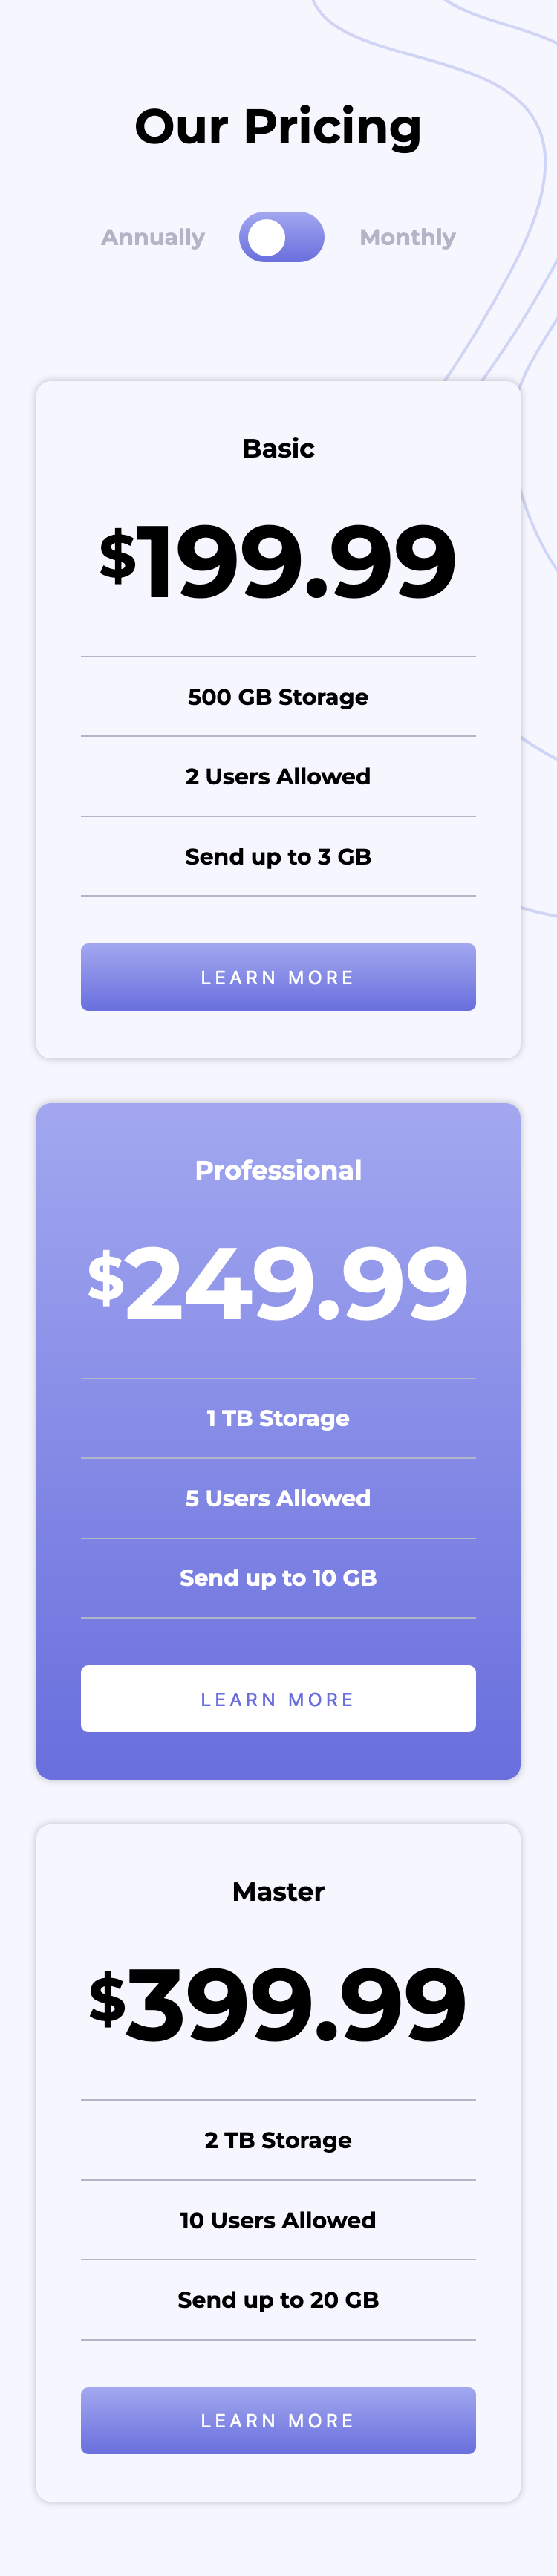 Our Pricing
Annually Monthly
Basic
$199.99
500 GB Storage
2 Users Allowed
Send up to 3 GB
LEARN MORE
Professional
$249.99
1 TB Storage
5 Users Allowed
Send up to 10 GB
LEARN MORE
Master
$399.99
2 TB Storage
10 Users Allowed
Send up to 20 GB
LEARN MORE